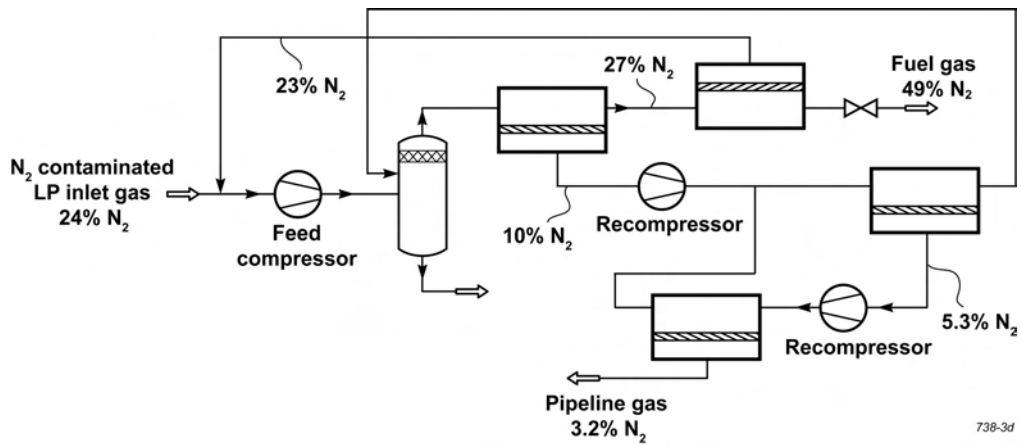 23% N₂
27% N₂
Fuel gas
49% N₂
N₂ contaminated
LP inlet gas
24% N₂
Feed
compressor
10% N₂
Recompressor
5.3% N₂
Recompressor
Pipeline gas
3.2% N₂
738-3d